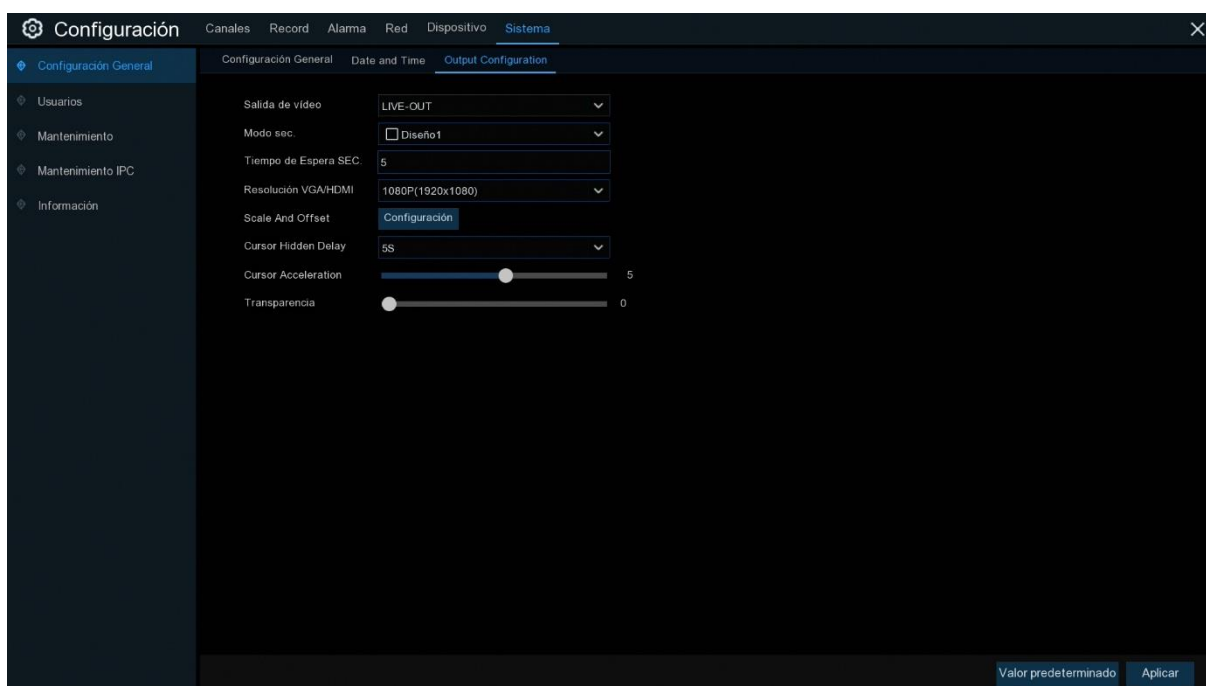 Configuración Canales Record Alarma Red Dispositivo Sistema
Configuración General Date and Time Output Configuration
Configuración General
Usuarios
Mantenimiento
Mantenimiento IPC
Información
Salida de vídeo LIVE-OUT
Modo sec. Diseño1
Tiempo de Espera SEC. 5
Resolución VGA/HDMI 1080P(1920x1080)
Scale And Offset Configuración
Cursor Hidden Delay 5S
Cursor Acceleration 5
Transparencia 0
Valor predeterminado Aplicar